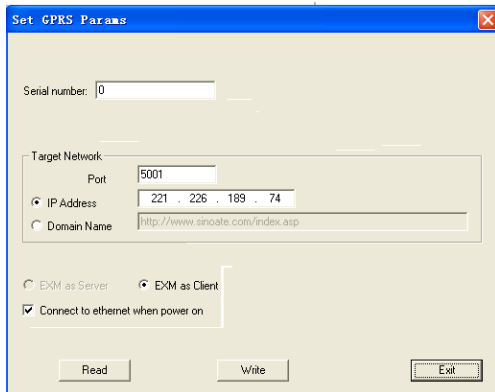 Set GPRS Params
Serial number: 0
Target Network
Port 5001
IP Address 221 . 226 . 189 . 74
Domain Name http://www.sinoate.com/index.asp
EXM as Server EXM as Client
Connect to ethernet when power on
Read Write Exit